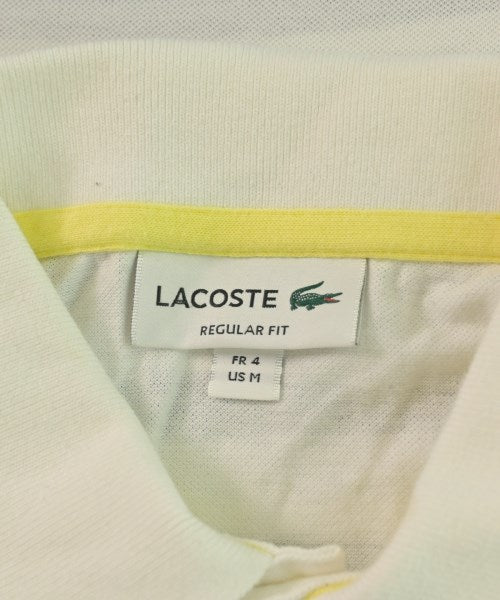 LACOSTE
REGULAR FIT
FR 4
US M